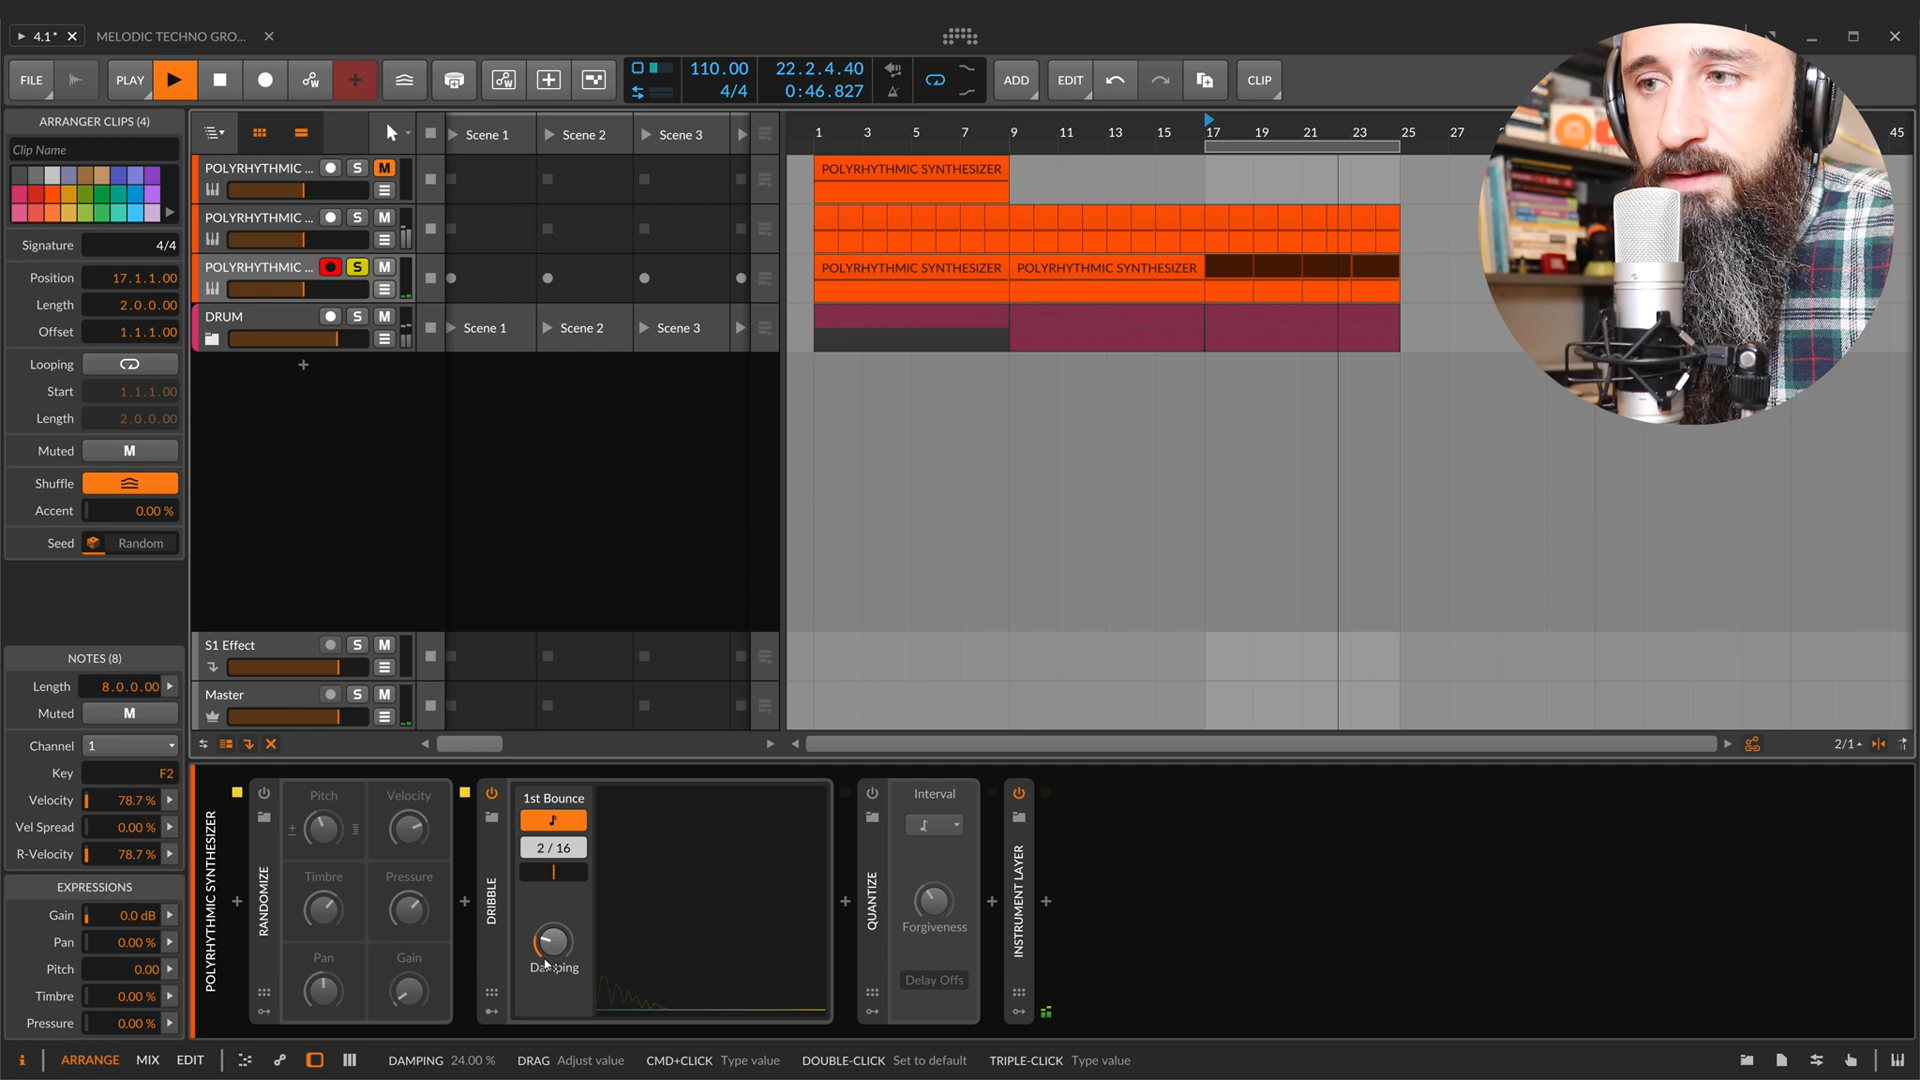 4.1*
MELODIC TECHNO GRO...
FILE
PLAY
110.00
4/4
22.2.4.40
0:46.827
ADD
EDIT
CLIP
ARRANGER CLIPS (4)
Clip Name
Signature 4/4
Position 17.1.1.00
Length 2.0.0.00
Offset 1.1.1.00
Looping
Start 1.1.1.00
Length 2.0.0.00
Muted M
Shuffle
Accent 0.00 %
Seed Random
NOTES (8)
Length 8.0.0.00
Muted M
Channel 1
Key F2
Velocity 78.7 %
Vel Spread 0.00 %
R-Velocity 78.7 %
EXPRESSIONS
Gain 0.0 dB
Pan 0.00 %
Pitch 0.00
Timbre 0.00 %
Pressure 0.00 %
Scene 1 Scene 2 Scene 3
1 3 5 7 9 11 13 15 17 19 21 23 25 27 45
POLYRHYTHMIC ... S M
POLYRHYTHMIC SYNTHESIZER
POLYRHYTHMIC ... S M
POLYRHYTHMIC ... S M
POLYRHYTHMIC SYNTHESIZER POLYRHYTHMIC SYNTHESIZER
DRUM S M
Scene 1 Scene 2 Scene 3
S1 Effect S M
Master S M
2/1
POLYRHYTHMIC SYNTHESIZER
RANDOMIZE
Pitch Velocity
Timbre Pressure
Pan Gain
DRIBBLE
1st Bounce
2 / 16
Damping
QUANTIZE
Interval
Forgiveness
Delay Offs
INSTRUMENT LAYER
ARRANGE MIX EDIT
DAMPING 24.00 % DRAG Adjust value CMD+CLICK Type value DOUBLE-CLICK Set to default TRIPLE-CLICK Type value